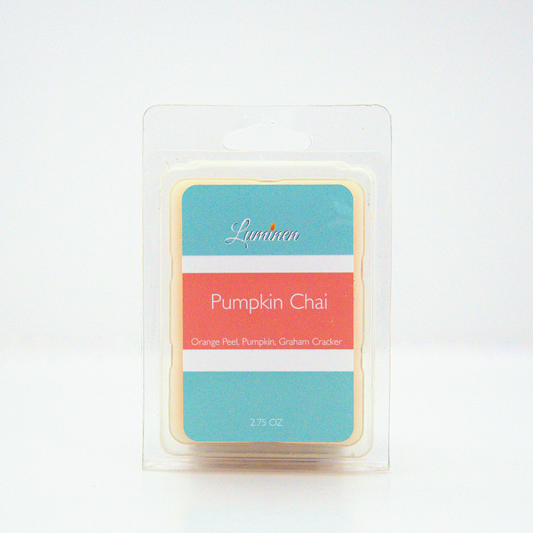 Luminen
Pumpkin Chai
Orange Peel, Pumpkin, Graham Cracker
2.75 OZ